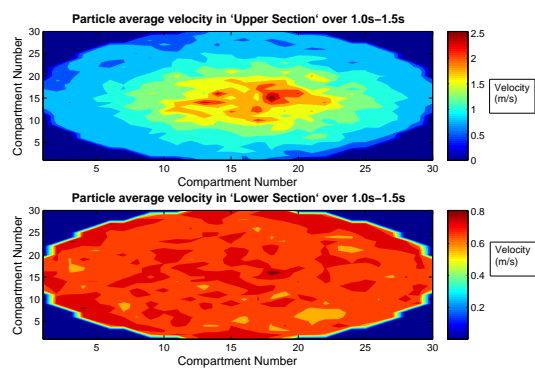 Particle average velocity in ‘Upper Section‘ over 1.0s−1.5s
Compartment Number
30
25
20
15
10
5
5 10 15 20 25 30
Compartment Number
2.5
2
1.5
1
0.5
0
Velocity
(m/s)
Particle average velocity in ‘Lower Section‘ over 1.0s−1.5s
Compartment Number
30
25
20
15
10
5
5 10 15 20 25 30
Compartment Number
0.8
0.6
0.4
0.2
Velocity
(m/s)